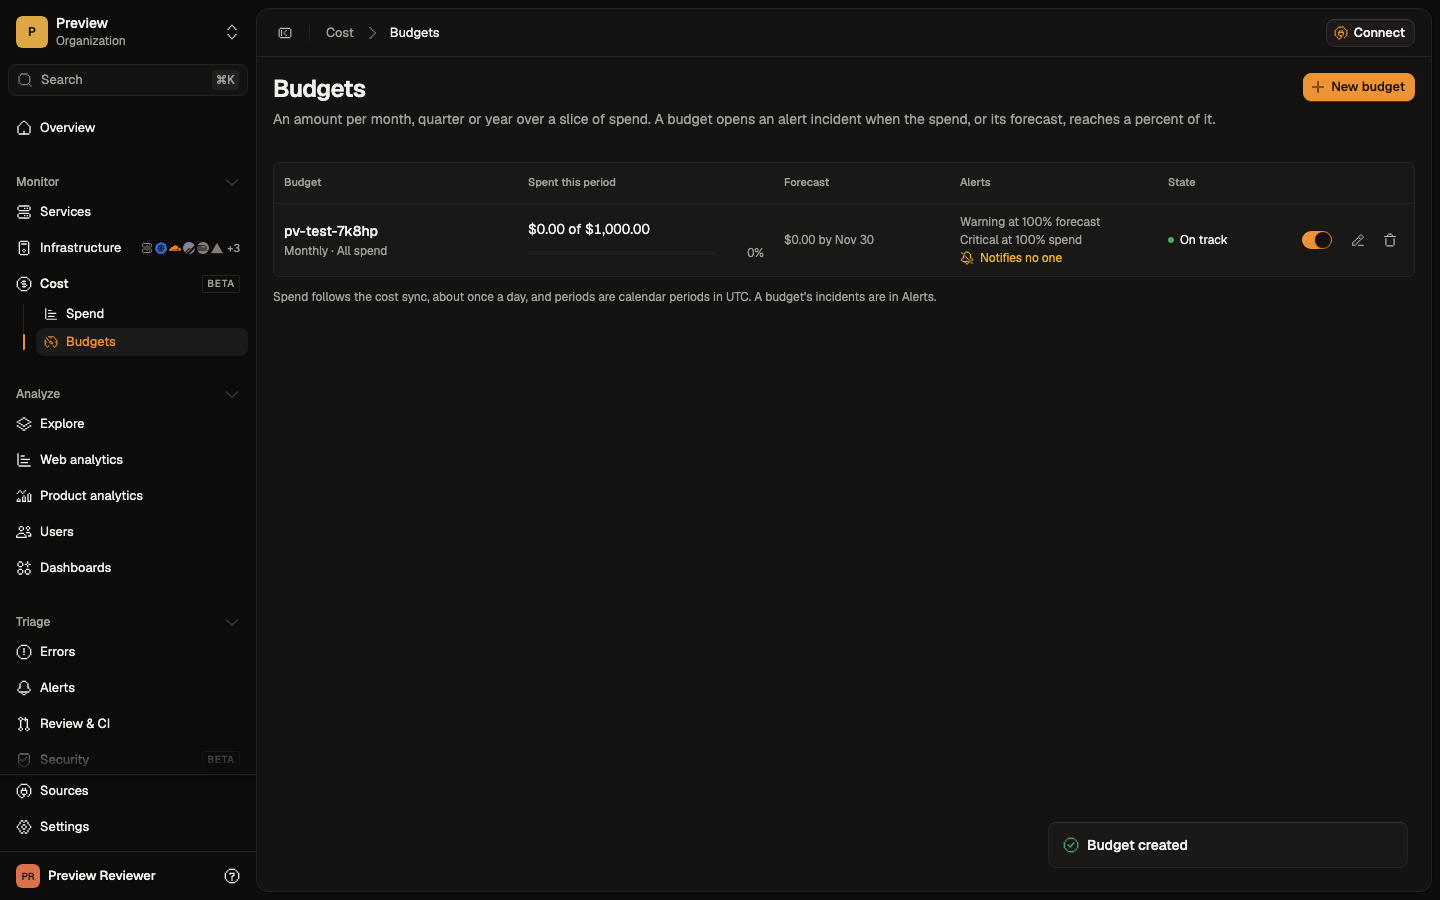 P
Preview
Organization
Search
⌘K
Overview
Monitor
Services
Infrastructure
+3
Cost
BETA
Spend
Budgets
Analyze
Explore
Web analytics
Product analytics
Users
Dashboards
Triage
Errors
Alerts
Review & CI
Security
BETA
Sources
Settings
PR
Preview Reviewer
Cost
Budgets
Connect
Budgets
New budget
An amount per month, quarter or year over a slice of spend. A budget opens an alert incident when the spend, or its forecast, reaches a percent of it.
Budget
Spent this period
Forecast
Alerts
State
pv-test-7k8hp
Monthly · All spend
$0.00 of $1,000.00
0%
$0.00 by Nov 30
Warning at 100% forecast
Critical at 100% spend
Notifies no one
On track
Spend follows the cost sync, about once a day, and periods are calendar periods in UTC. A budget's incidents are in Alerts.
Budget created